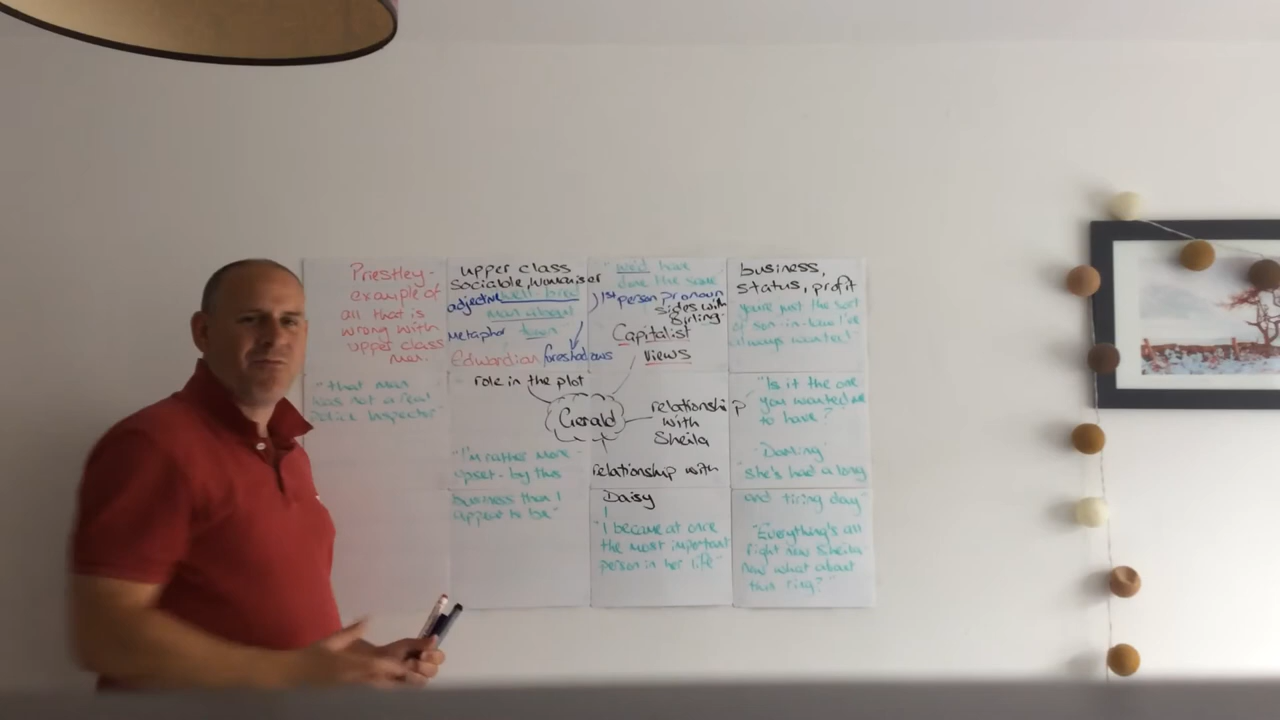 Priestley-
example of
all that is
wrong with
upper class
men.
"that man
was not a real
police inspector"
upper class
sociable, womaniser
adjective well-bred
man about
metaphor town
Edwardian foreshadows
"we'd have
done the same
1st person pronoun
sides with
Birling.
Capitalist
views
business,
status, profit
you're just the sort
of son-in-law I've
always wanted"
role in the plot
Gerald
relationship
with
Sheila
relationship with
Daisy
"I'm rather more
upset - by this
business than I
appear to be"
"I became at once
the most important
person in her life"
"Is it the one
you wanted me
to have?"
'Darling'
"she's had a long
and tiring day"
"Everything's all
right now Sheila
now what about
this ring?"